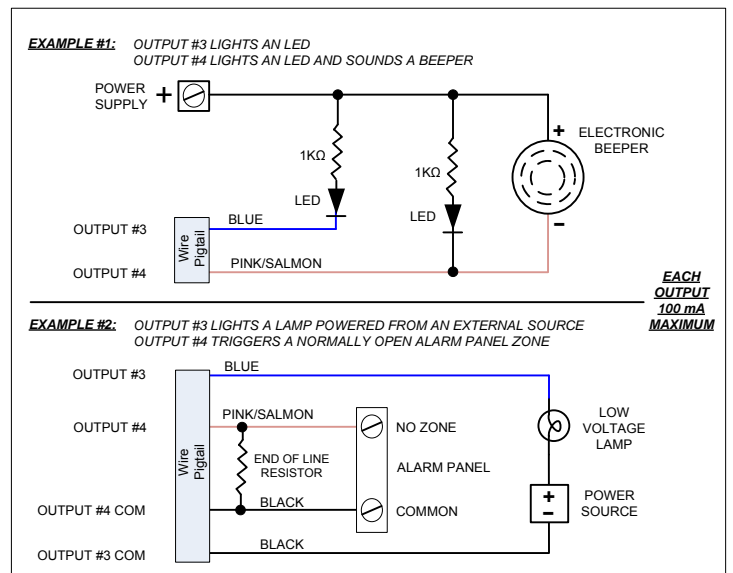 EXAMPLE #1: OUTPUT #3 LIGHTS AN LED
OUTPUT #4 LIGHTS AN LED AND SOUNDS A BEEPER
POWER
SUPPLY
+
+
ELECTRONIC
BEEPER
1KΩ
1KΩ
LED
LED
-
OUTPUT #3
BLUE
Wire
Pigtail
OUTPUT #4
PINK/SALMON
EACH
OUTPUT
100 mA
MAXIMUM
EXAMPLE #2: OUTPUT #3 LIGHTS A LAMP POWERED FROM AN EXTERNAL SOURCE
OUTPUT #4 TRIGGERS A NORMALLY OPEN ALARM PANEL ZONE
OUTPUT #3
BLUE
OUTPUT #4
PINK/SALMON
NO ZONE
LOW
VOLTAGE
LAMP
Wire
Pigtail
END OF LINE
RESISTOR
ALARM PANEL
OUTPUT #4 COM
BLACK
COMMON
+
-
POWER
SOURCE
OUTPUT #3 COM
BLACK